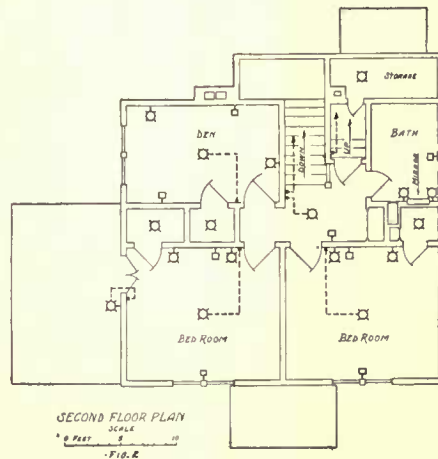 STORAGE
DEN
BATH
DOWN
UP
MIRROR
BED ROOM
BED ROOM
SECOND FLOOR PLAN
SCALE
0 FEET 5 10
FIG. 2